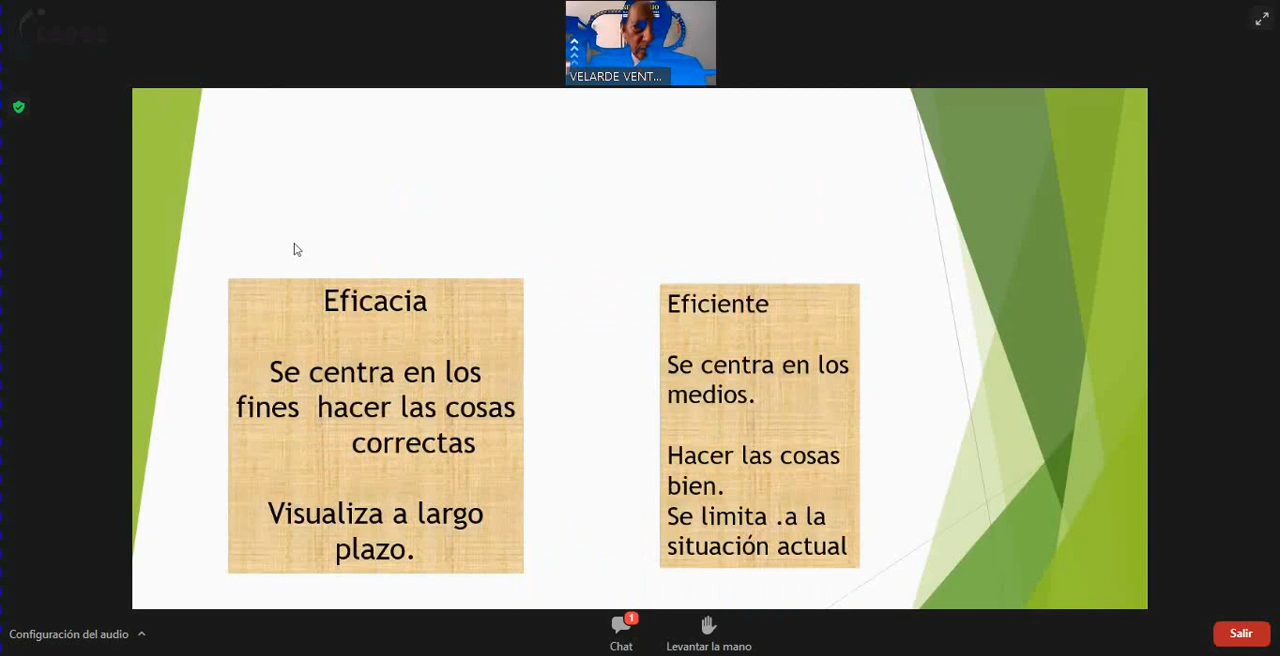 VELARDE VENT...
Eficacia
Se centra en los
fines hacer las cosas
correctas
Visualiza a largo
plazo.
Eficiente
Se centra en los
medios.
Hacer las cosas
bien.
Se limita .a la
situación actual
Configuración del audio
1
Chat
Levantar la mano
Salir